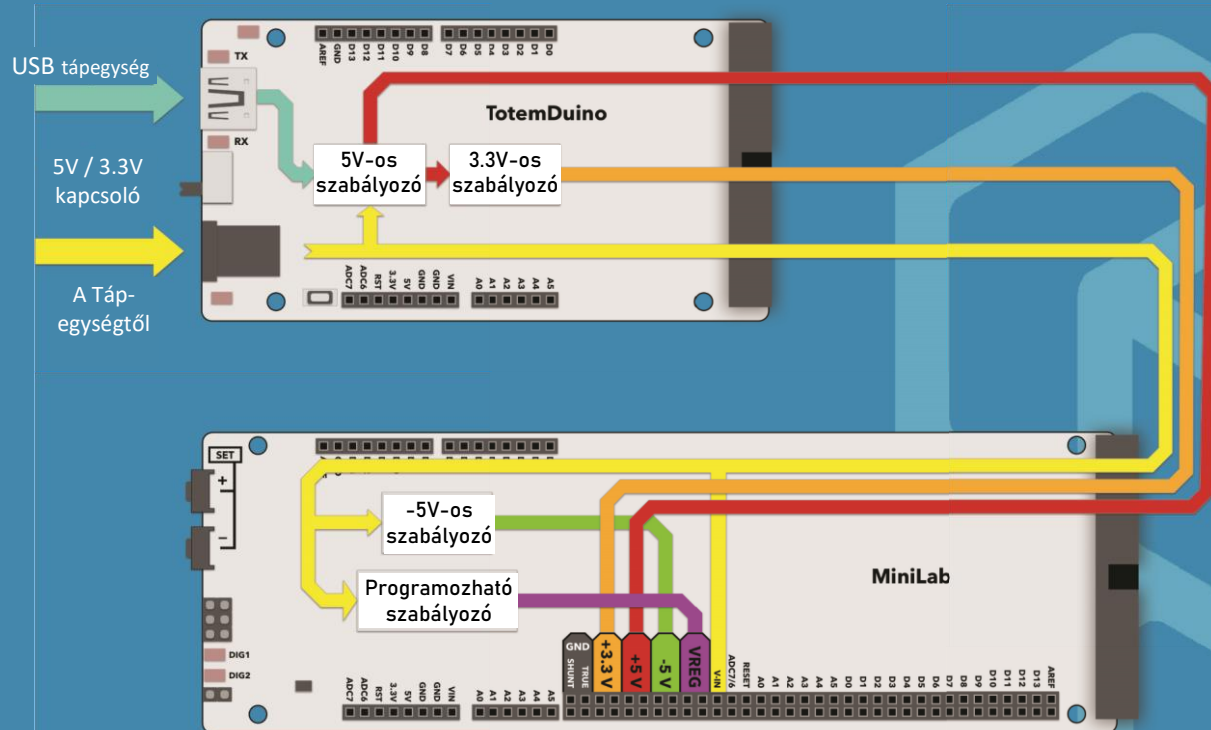 AREF GND D13 D12 D11 D10 D9 D8 D7 D6 D5 D4 D3 D2 D1 D0
TX
USB tápegység
TotemDuino
RX
5V / 3.3V
kapcsoló
5V-os
szabályozó
3.3V-os
szabályozó
A Táp-
egységtől
ADC7 ADC6 RST 3.3V 5V GND GND VIN A0 A1 A2 A3 A4 A5
SET
+
-5V-os
szabályozó
−
MiniLab
Programozható
szabályozó
GND
SHUNT TRUE +3.3 V +5 V -5 V VREG V-IN ADC7/6 RESET A0 A1 A2 A3 A4 A5 D0 D1 D2 D3 D4 D5 D6 D7 D8 D9 D10 D11 D12 D13 AREF
DIG1
DIG2
ADC7 ADC6 RST 3.3V 5V GND GND VIN A0 A1 A2 A3 A4 A5